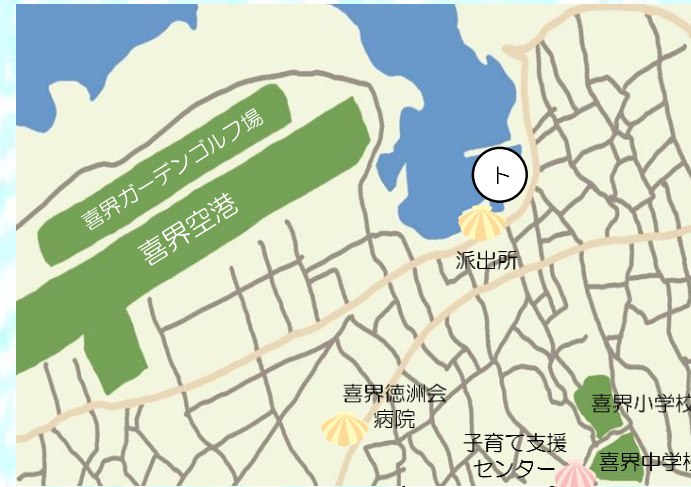 喜界ガーデンゴルフ場
喜界空港
ト
派出所
喜界徳洲会
病院
喜界小学校
子育て支援
センター
喜界中学校